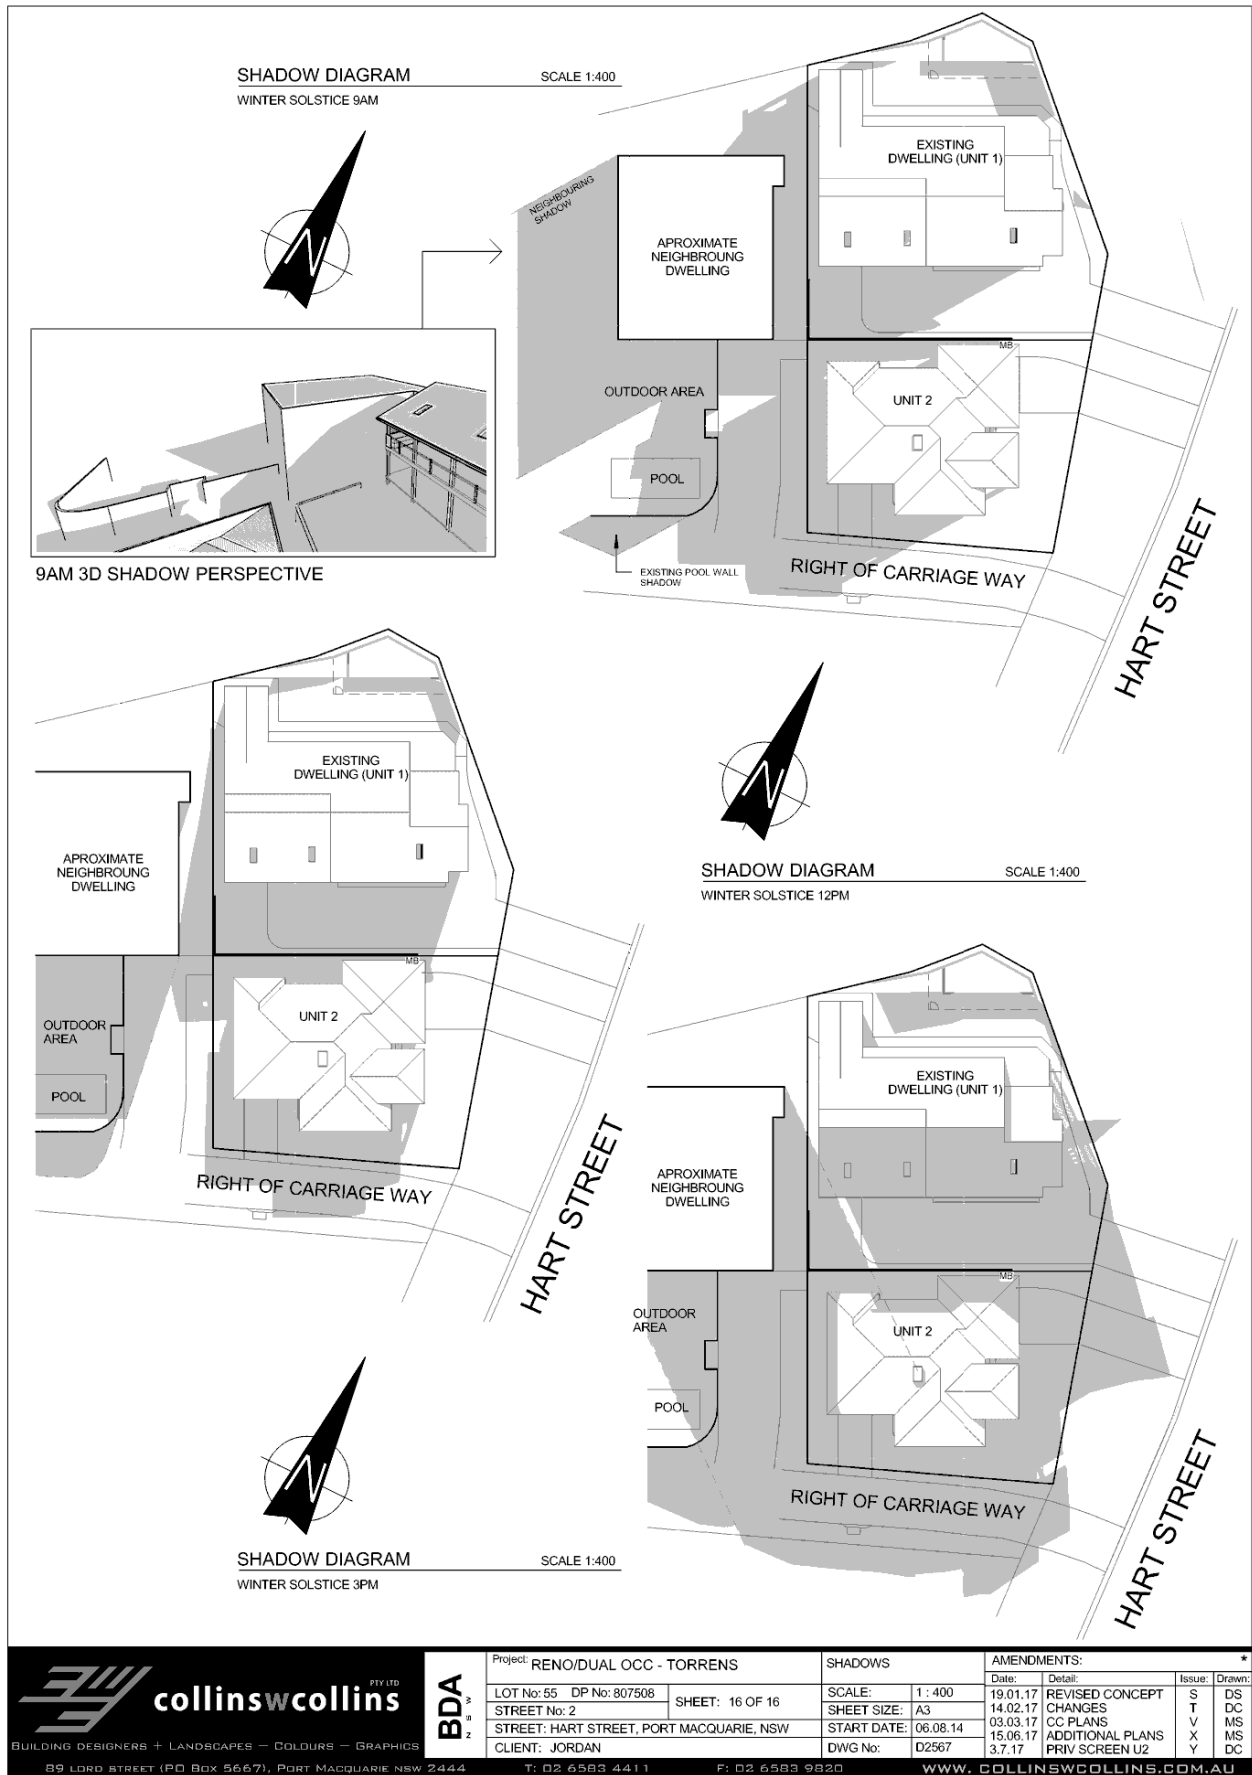 SHADOW DIAGRAM SCALE 1:400
WINTER SOLSTICE 9AM
N
NEIGHBOURING
SHADOW
EXISTING
DWELLING (UNIT 1)
APROXIMATE
NEIGHBROUNG
DWELLING
MB
OUTDOOR AREA
UNIT 2
POOL
EXISTING POOL WALL
SHADOW
RIGHT OF CARRIAGE WAY
HART STREET
9AM 3D SHADOW PERSPECTIVE
EXISTING
DWELLING (UNIT 1)
APROXIMATE
NEIGHBROUNG
DWELLING
MB
UNIT 2
OUTDOOR
AREA
POOL
RIGHT OF CARRIAGE WAY
HART STREET
N
SHADOW DIAGRAM SCALE 1:400
WINTER SOLSTICE 12PM
EXISTING
DWELLING (UNIT 1)
APROXIMATE
NEIGHBROUNG
DWELLING
MB
OUTDOOR
AREA
UNIT 2
POOL
RIGHT OF CARRIAGE WAY
HART STREET
N
SHADOW DIAGRAM SCALE 1:400
WINTER SOLSTICE 3PM
PTY LTD
collinswcollins
BUILDING DESIGNERS + LANDSCAPES - COLOURS - GRAPHICS
BDA
NSW
Project: RENO/DUAL OCC - TORRENS
LOT No: 55 DP No: 807508
SHEET: 16 OF 16
STREET No: 2
STREET: HART STREET, PORT MACQUARIE, NSW
CLIENT: JORDAN
SHADOWS
SCALE: 1 : 400
SHEET SIZE: A3
START DATE: 06.08.14
DWG No: D2567
AMENDMENTS: *
Date: Detail: Issue: Drawn:
19.01.17 REVISED CONCEPT S DS
14.02.17 CHANGES T DC
03.03.17 CC PLANS V MS
15.06.17 ADDITIONAL PLANS X MS
3.7.17 PRIV SCREEN U2 Y DC
89 LORD STREET (PO BOX 5667), PORT MACQUARIE NSW 2444 T: 02 6583 4411 F: 02 6583 9820 WWW. COLLINSWCOLLINS.COM.AU